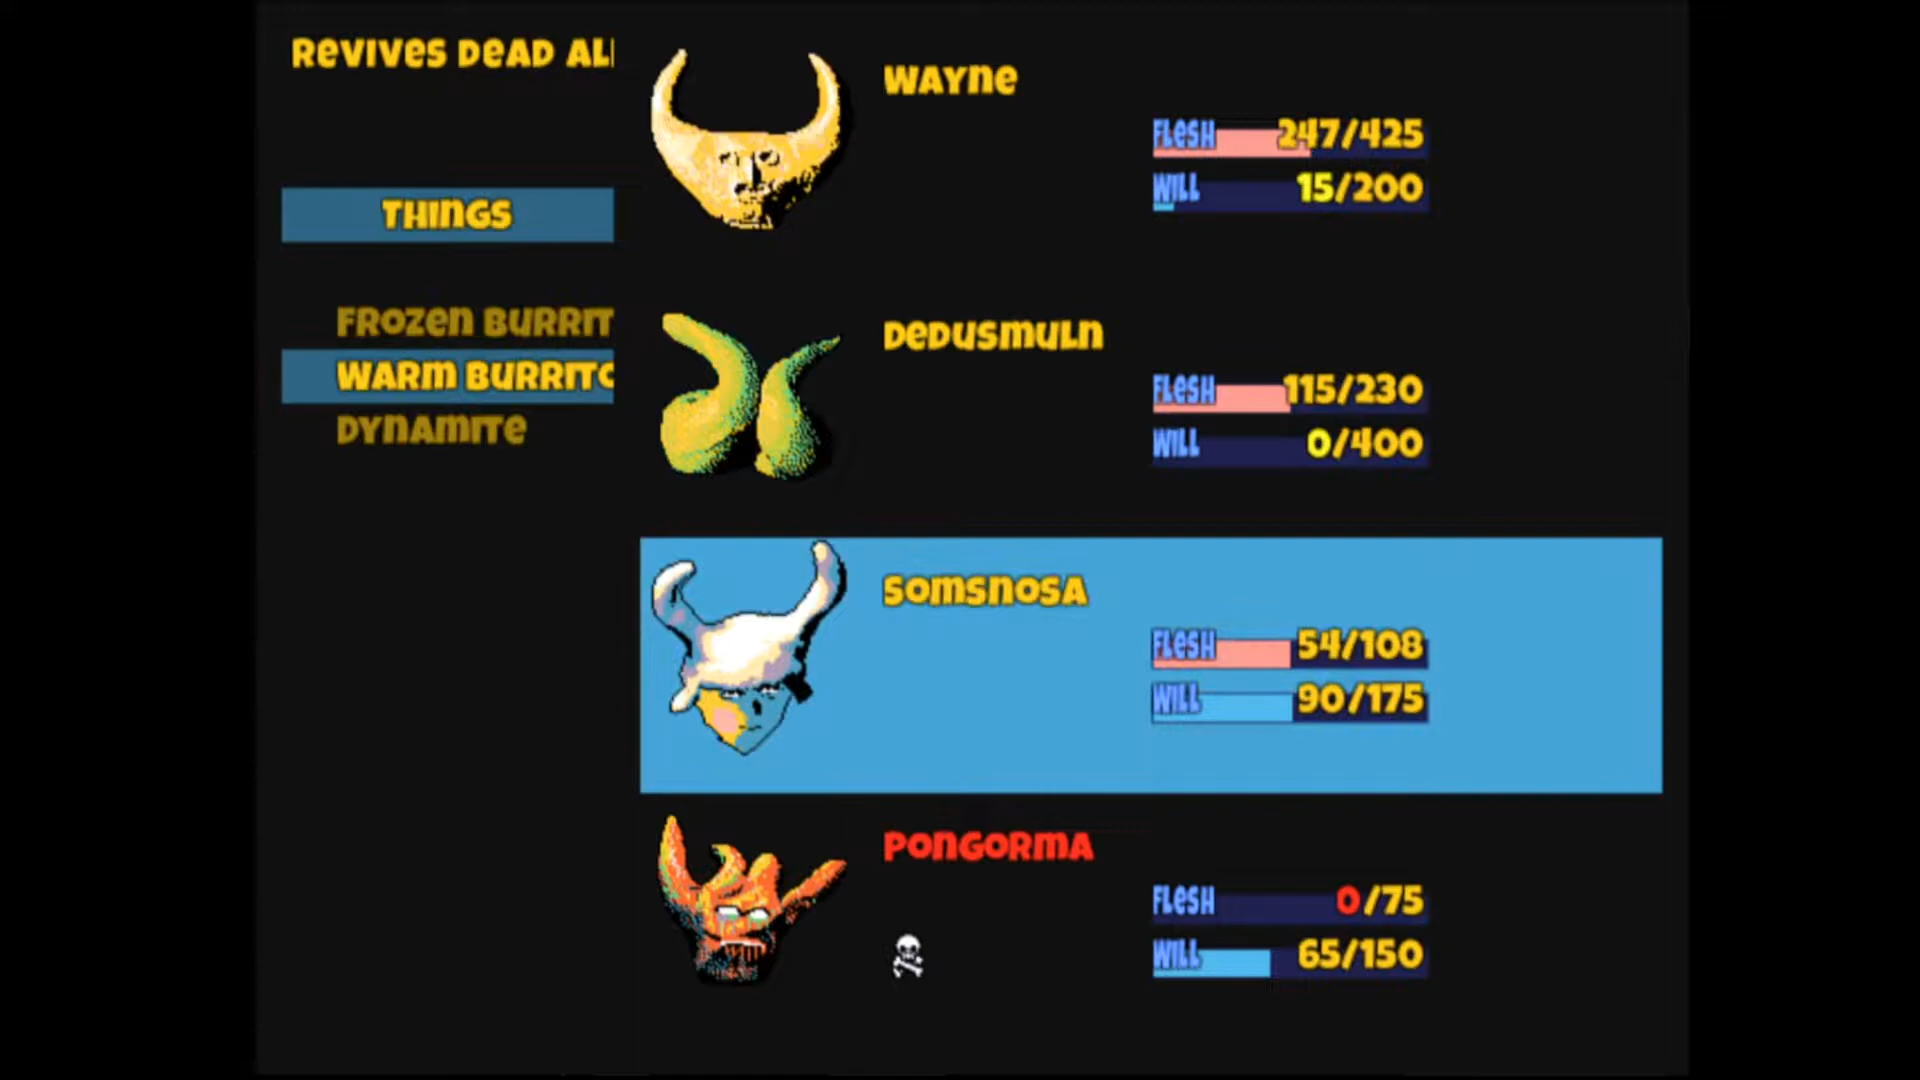 REVIVES DEAD AL
THINGS
FROZEN BURRIT
WARM BURRITO
DYNAMITE
WAYNE
FLESH 247/425
WILL 15/200
DEDUSMULN
FLESH 115/230
WILL 0/400
SOMSNOSA
FLESH 54/108
WILL 90/175
PONGORMA
FLESH 0/75
WILL 65/150